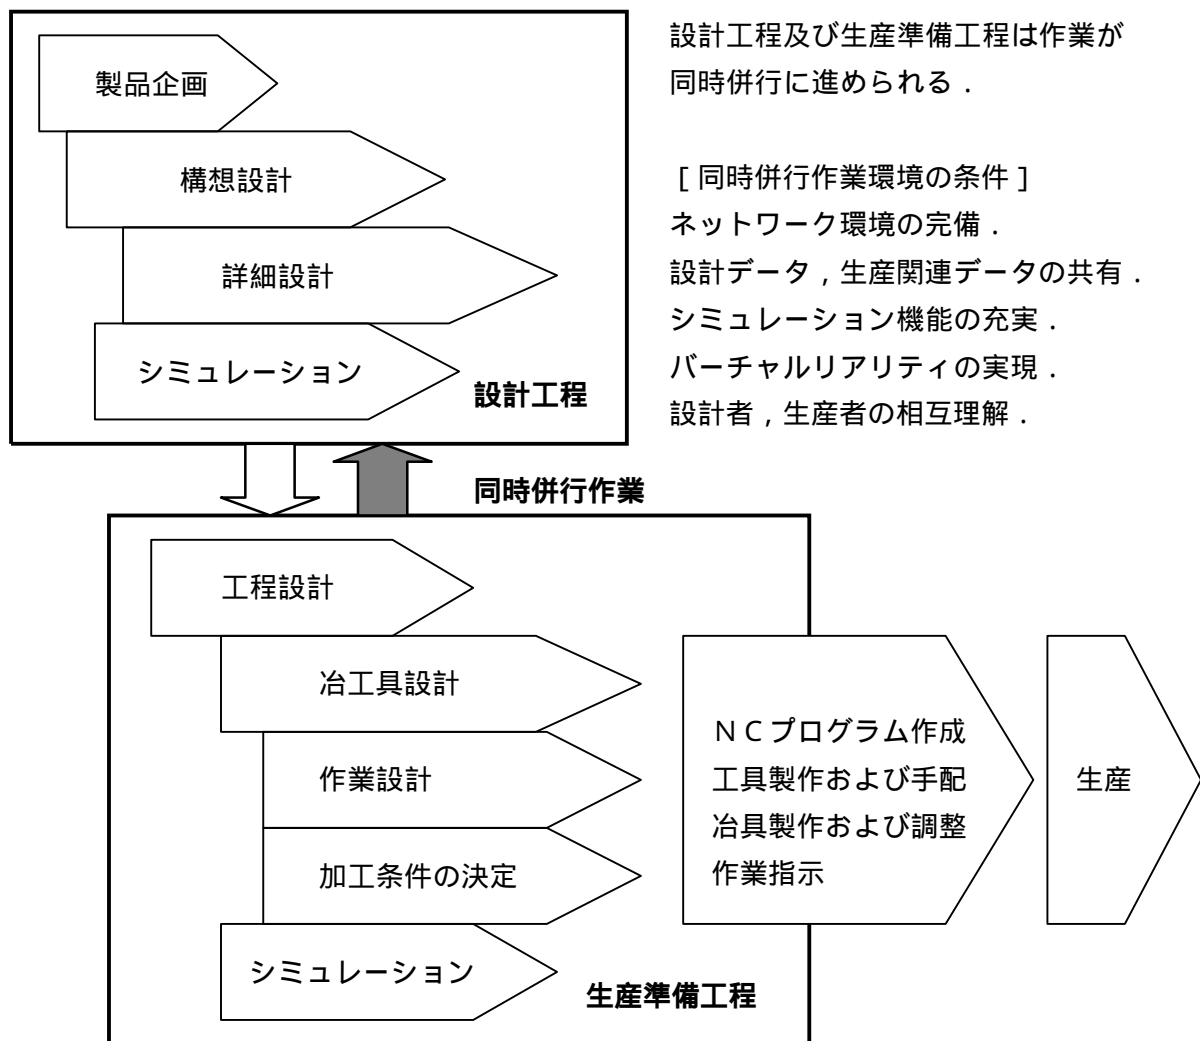 製品企画
構想設計
詳細設計
シミュレーション
設計工程
設計工程及び生産準備工程は作業が
同時併行に進められる．
［同時併行作業環境の条件］
ネットワーク環境の完備．
設計データ，生産関連データの共有．
シミュレーション機能の充実．
バーチャルリアリティの実現．
設計者，生産者の相互理解．
同時併行作業
工程設計
冶工具設計
作業設計
加工条件の決定
シミュレーション
生産準備工程
ＮＣプログラム作成
工具製作および手配
冶具製作および調整
作業指示
生産